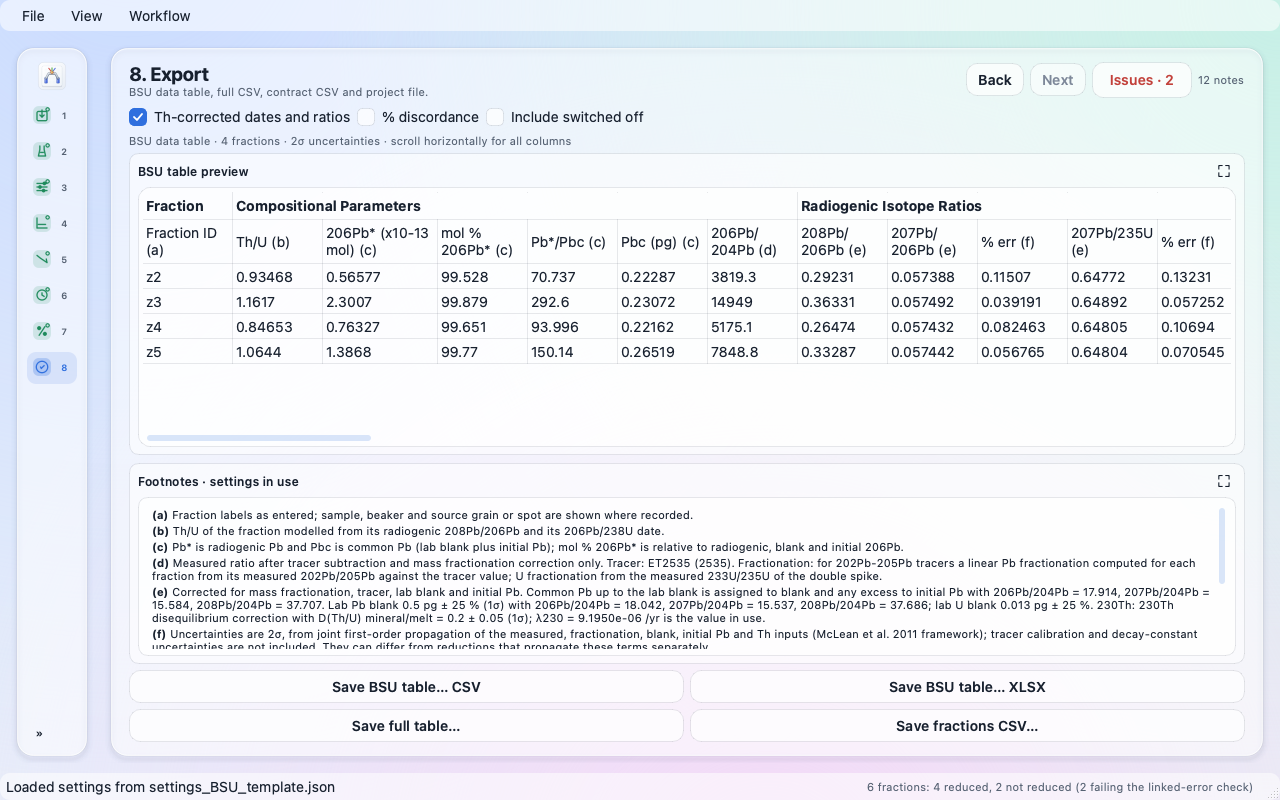 File View Workflow
8. Export
BSU data table, full CSV, contract CSV and project file.
Back Next Issues · 2 12 notes
Th-corrected dates and ratios % discordance Include switched off
BSU data table · 4 fractions · 2σ uncertainties · scroll horizontally for all columns
1
2
3
4
5
6
7
8
»
BSU table preview
Fraction Compositional Parameters Radiogenic Isotope Ratios
Fraction ID (a) Th/U (b) 206Pb* (x10-13 mol) (c) mol % 206Pb* (c) Pb*/Pbc (c) Pbc (pg) (c) 206Pb/ 204Pb (d) 208Pb/ 206Pb (e) 207Pb/ 206Pb (e) % err (f) 207Pb/235U (e) % err (f)
z2 0.93468 0.56577 99.528 70.737 0.22287 3819.3 0.29231 0.057388 0.11507 0.64772 0.13231
z3 1.1617 2.3007 99.879 292.6 0.23072 14949 0.36331 0.057492 0.039191 0.64892 0.057252
z4 0.84653 0.76327 99.651 93.996 0.22162 5175.1 0.26474 0.057432 0.082463 0.64805 0.10694
z5 1.0644 1.3868 99.77 150.14 0.26519 7848.8 0.33287 0.057442 0.056765 0.64804 0.070545
Footnotes · settings in use
(a) Fraction labels as entered; sample, beaker and source grain or spot are shown where recorded.
(b) Th/U of the fraction modelled from its radiogenic 208Pb/206Pb and its 206Pb/238U date.
(c) Pb* is radiogenic Pb and Pbc is common Pb (lab blank plus initial Pb); mol % 206Pb* is relative to radiogenic, blank and initial 206Pb.
(d) Measured ratio after tracer subtraction and mass fractionation correction only. Tracer: ET2535 (2535). Fractionation: for 202Pb-205Pb tracers a linear Pb fractionation computed for each
fraction from its measured 202Pb/205Pb against the tracer value; U fractionation from the measured 233U/235U of the double spike.
(e) Corrected for mass fractionation, tracer, lab blank and initial Pb. Common Pb up to the lab blank is assigned to blank and any excess to initial Pb with 206Pb/204Pb = 17.914, 207Pb/204Pb =
15.584, 208Pb/204Pb = 37.707. Lab Pb blank 0.5 pg ± 25 % (1σ) with 206Pb/204Pb = 18.042, 207Pb/204Pb = 15.537, 208Pb/204Pb = 37.686; lab U blank 0.013 pg ± 25 %. 230Th: 230Th
disequilibrium correction with D(Th/U) mineral/melt = 0.2 ± 0.05 (1σ); λ230 = 9.1950e-06 /yr is the value in use.
(f) Uncertainties are 2σ, from joint first-order propagation of the measured, fractionation, blank, initial Pb and Th inputs (McLean et al. 2011 framework); tracer calibration and decay-constant
uncertainties are not included. They can differ from reductions that propagate these terms separately.
Save BSU table... CSV Save BSU table... XLSX
Save full table... Save fractions CSV...
Loaded settings from settings_BSU_template.json 6 fractions: 4 reduced, 2 not reduced (2 failing the linked-error check)